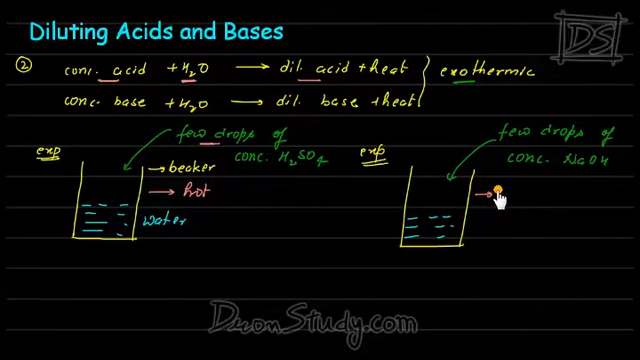 Diluting Acids and Bases
DS
② conc. acid + H₂O → dil. acid + heat } exothermic
conc. base + H₂O → dil. base + heat
exp few drops of conc. H₂SO₄
→ beaker
→ hot
water
exp few drops of conc. NaOH
→
DronStudy.com